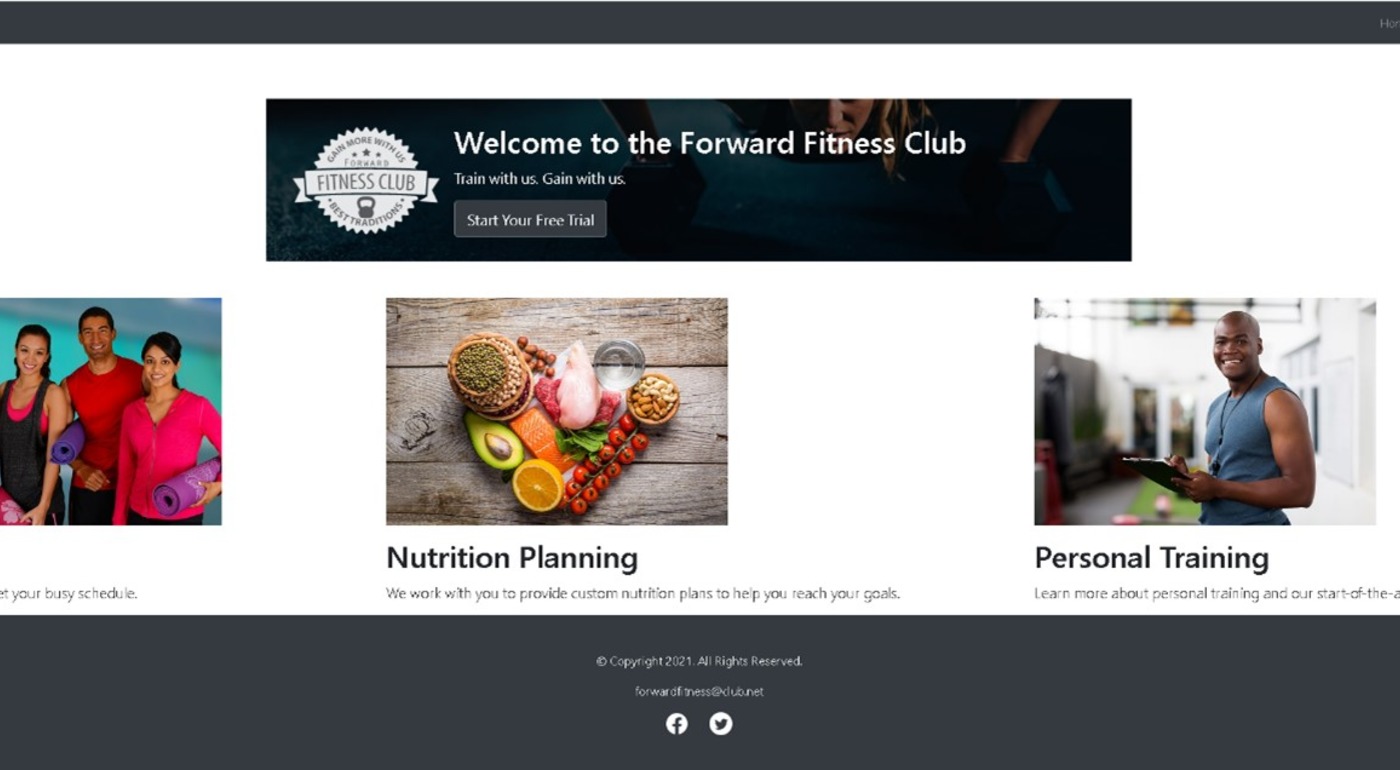 Hor
GAIN MORE WITH US
FORWARD
FITNESS CLUB
BEST TRADITIONS
Welcome to the Forward Fitness Club
Train with us. Gain with us.
Start Your Free Trial
et your busy schedule.
Nutrition Planning
We work with you to provide custom nutrition plans to help you reach your goals.
Personal Training
Learn more about personal training and our start-of-the-a
© Copyright 2021. All Rights Reserved.
forwardfitness@club.net